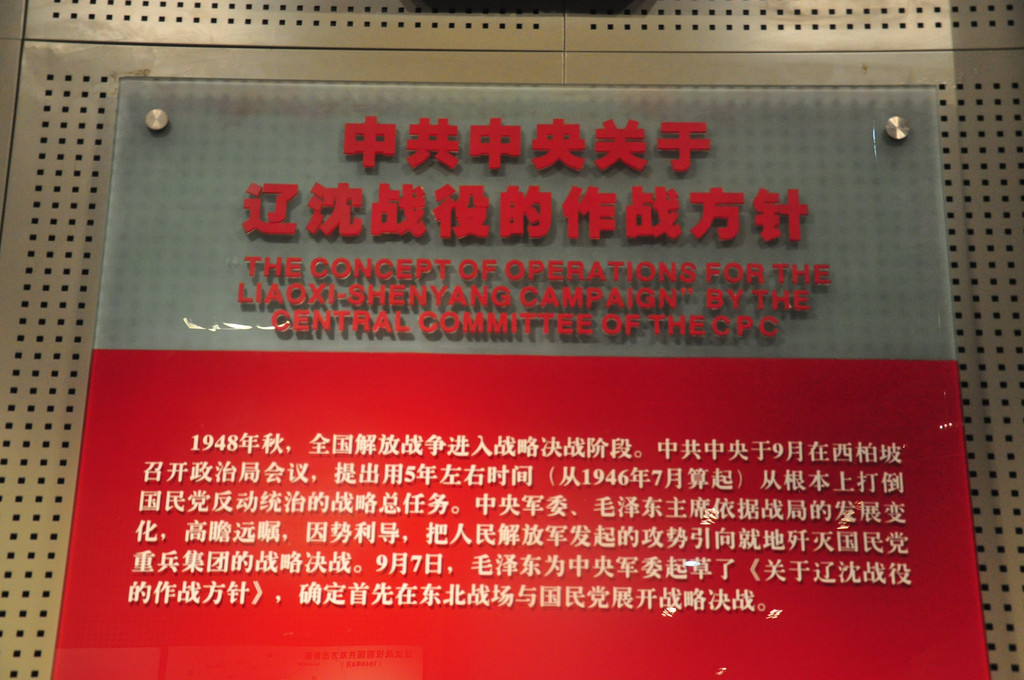 中共中央关于
辽沈战役的作战方针
THE CONCEPT OF OPERATIONS FOR THE
LIAOXI-SHENYANG CAMPAIGN" BY THE
CENTRAL COMMITTEE OF THE CPC
1948年秋，全国解放战争进入战略决战阶段。中共中央于9月在西柏坡
召开政治局会议，提出用5年左右时间（从1946年7月算起）从根本上打倒
国民党反动统治的战略总任务。中央军委、毛泽东主席依据战局的发展变
化，高瞻远瞩，因势利导，把人民解放军发起的攻势引向就地歼灭国民党
重兵集团的战略决战。9月7日，毛泽东为中央军委起草了《关于辽沈战役
的作战方针》，确定首先在东北战场与国民党展开战略决战。